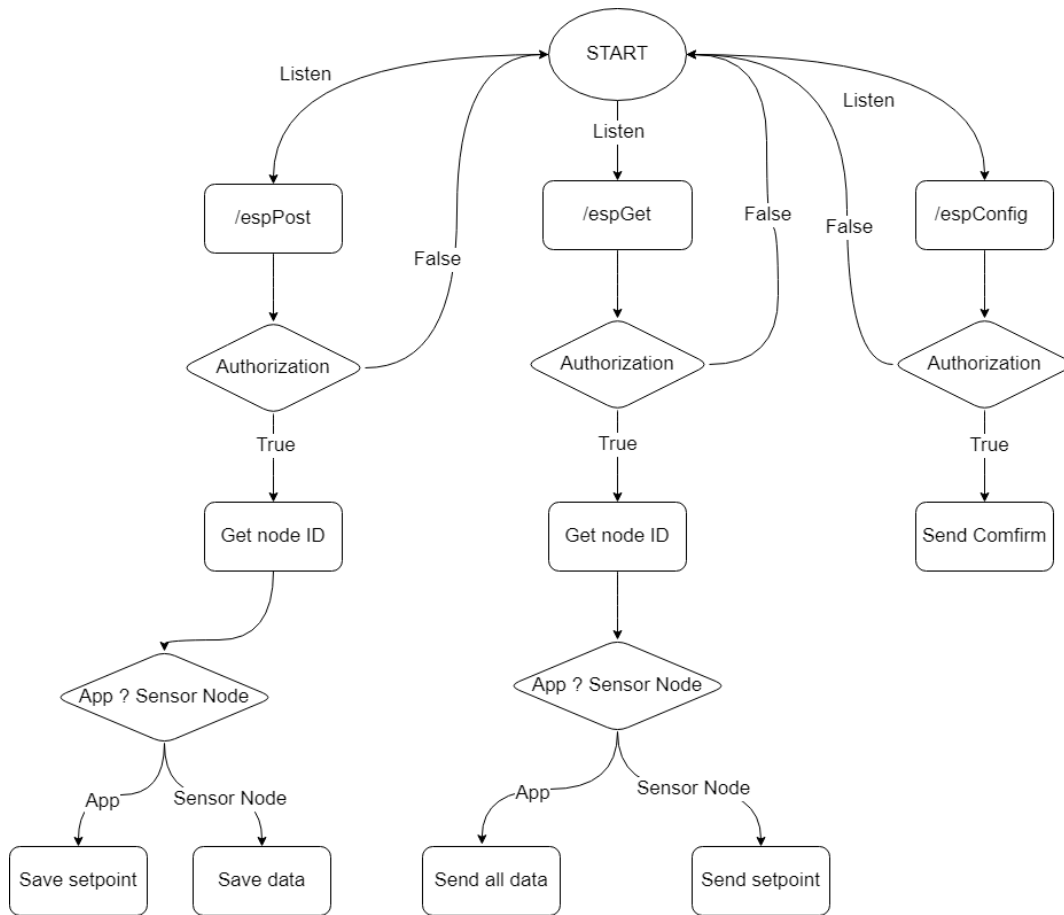 START
Listen
Listen
Listen
/espPost
/espGet
/espConfig
False
False
False
Authorization
Authorization
Authorization
True
True
True
Get node ID
Get node ID
Send Comfirm
App ? Sensor Node
App ? Sensor Node
App
Sensor Node
App
Sensor Node
Save setpoint
Save data
Send all data
Send setpoint